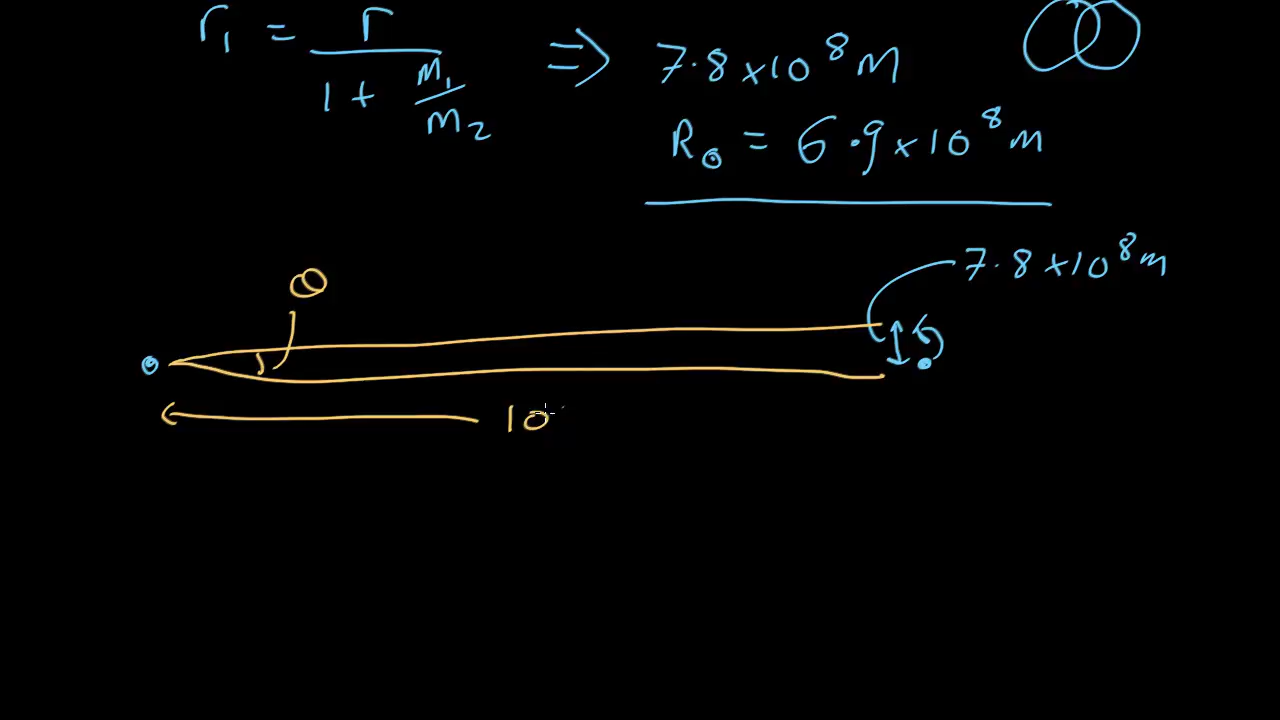 r₁ = r / (1 + m₁/m₂) ⇒ 7.8 × 10⁸ m
R☉ = 6.9 × 10⁸ m
7.8 × 10⁸ m
10